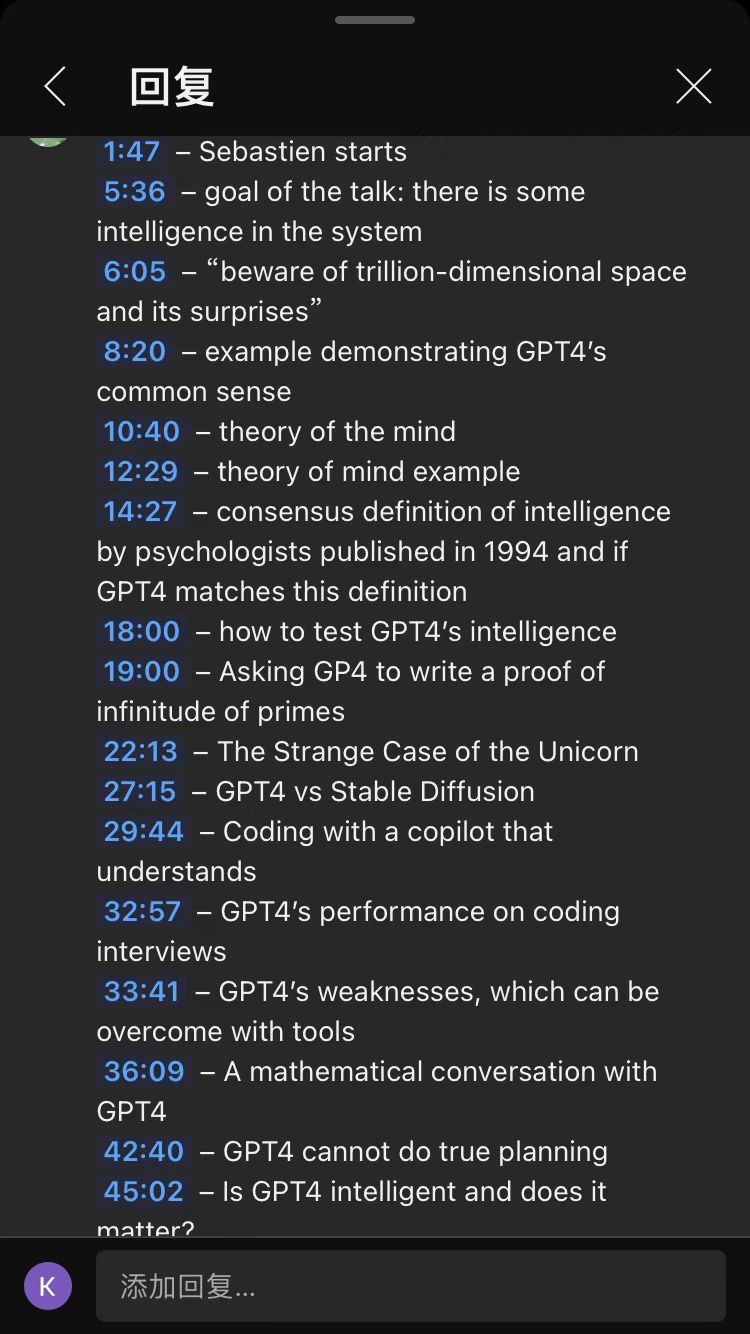 回复
1:47 – Sebastien starts
5:36 – goal of the talk: there is some
intelligence in the system
6:05 – “beware of trillion-dimensional space
and its surprises”
8:20 – example demonstrating GPT4’s
common sense
10:40 – theory of the mind
12:29 – theory of mind example
14:27 – consensus definition of intelligence
by psychologists published in 1994 and if
GPT4 matches this definition
18:00 – how to test GPT4’s intelligence
19:00 – Asking GP4 to write a proof of
infinitude of primes
22:13 – The Strange Case of the Unicorn
27:15 – GPT4 vs Stable Diffusion
29:44 – Coding with a copilot that
understands
32:57 – GPT4’s performance on coding
interviews
33:41 – GPT4’s weaknesses, which can be
overcome with tools
36:09 – A mathematical conversation with
GPT4
42:40 – GPT4 cannot do true planning
45:02 – Is GPT4 intelligent and does it
matter?
K
添加回复...